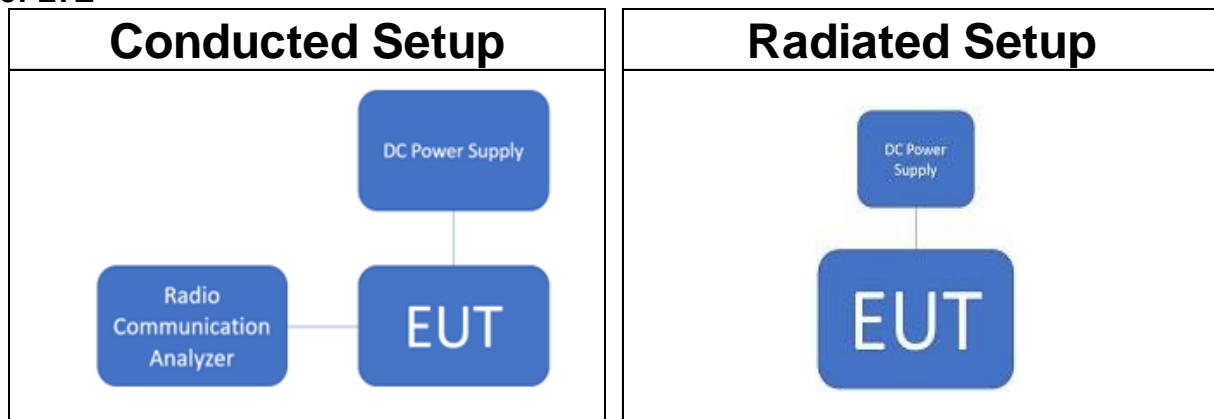 Conducted Setup
DC Power Supply
Radio
Communication
Analyzer
EUT
Radiated Setup
DC Power
Supply
EUT